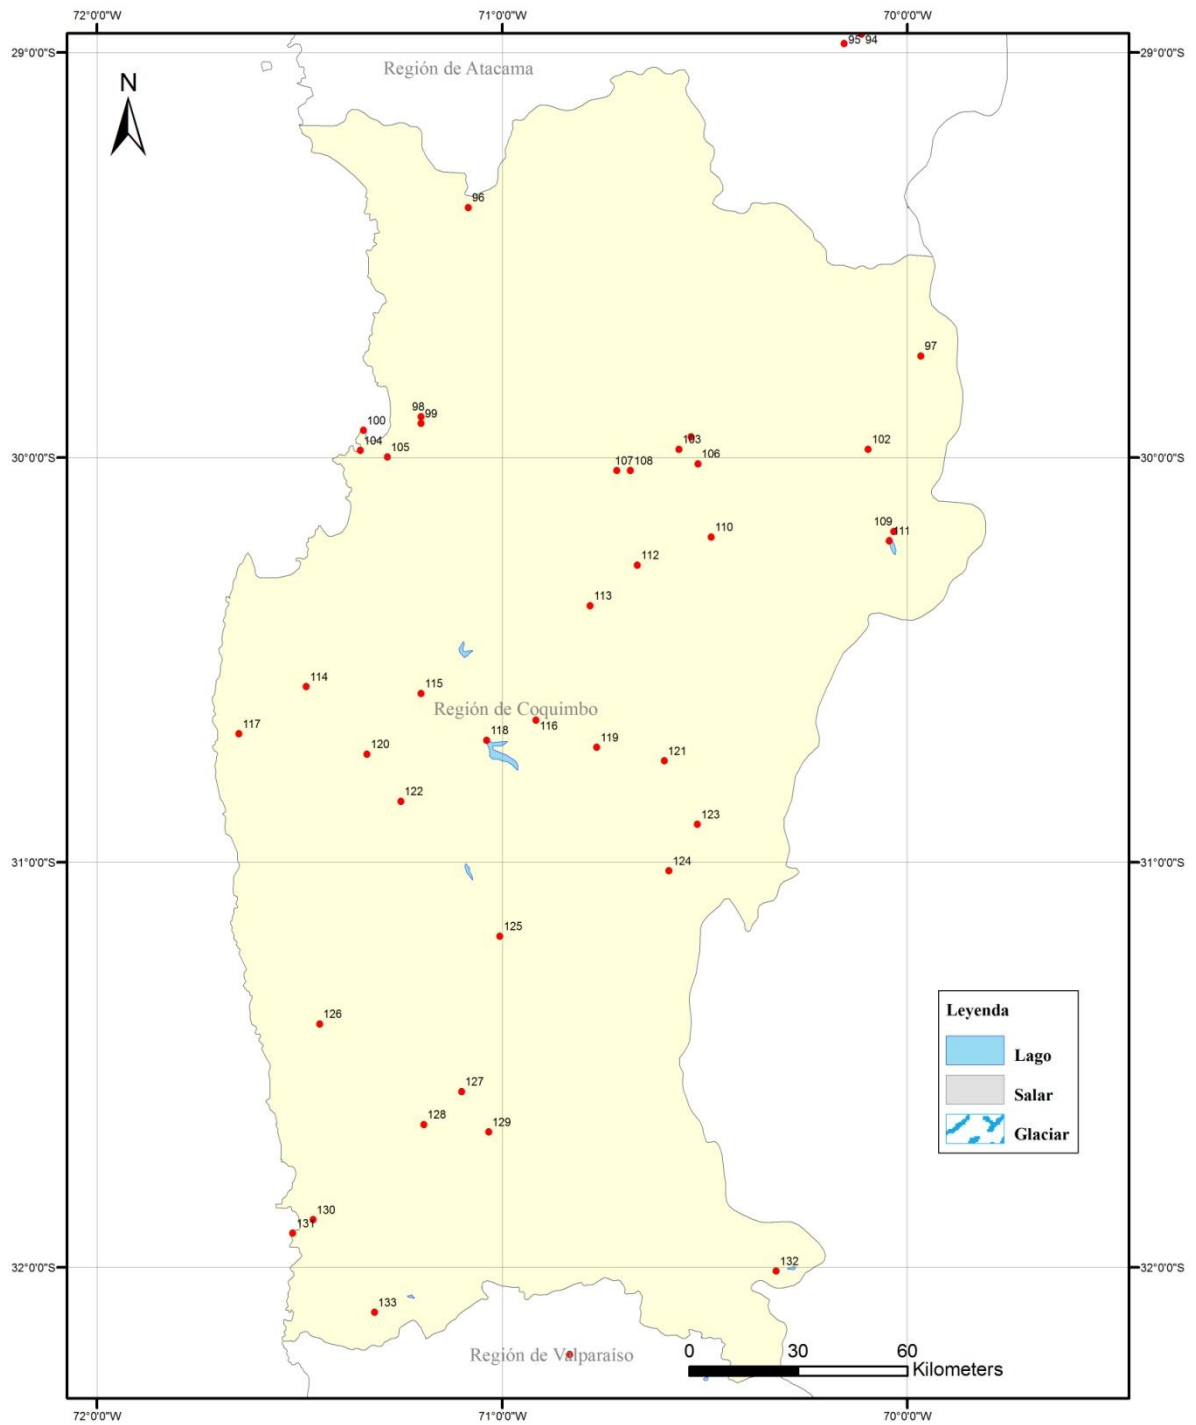 72°0'0"W 71°0'0"W 70°0'0"W
29°0'0"S 29°0'0"S
95 94
Región de Atacama
N
96
97
98
99
100
104
105
103
102
106
107 108
109
111
110
112
113
30°0'0"S 30°0'0"S
114
115
Región de Coquimbo
116
117
118
119
120
121
122
123
31°0'0"S 31°0'0"S
124
125
126
Leyenda
Lago
Salar
Glaciar
127
128
129
130
131
132
32°0'0"S 32°0'0"S
133
Región de Valparaíso
0 30 60
Kilometers
72°0'0"W 71°0'0"W 70°0'0"W